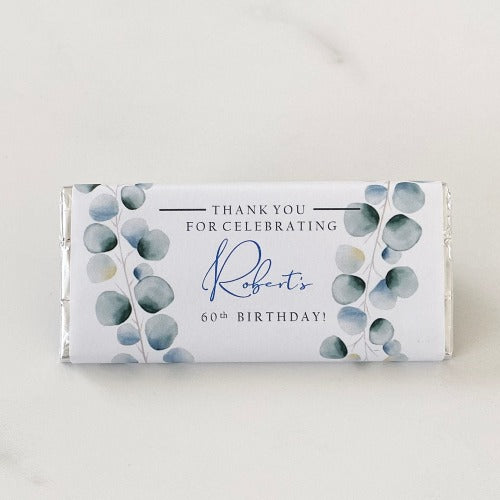 THANK YOU
FOR CELEBRATING
Robert's
60th BIRTHDAY!